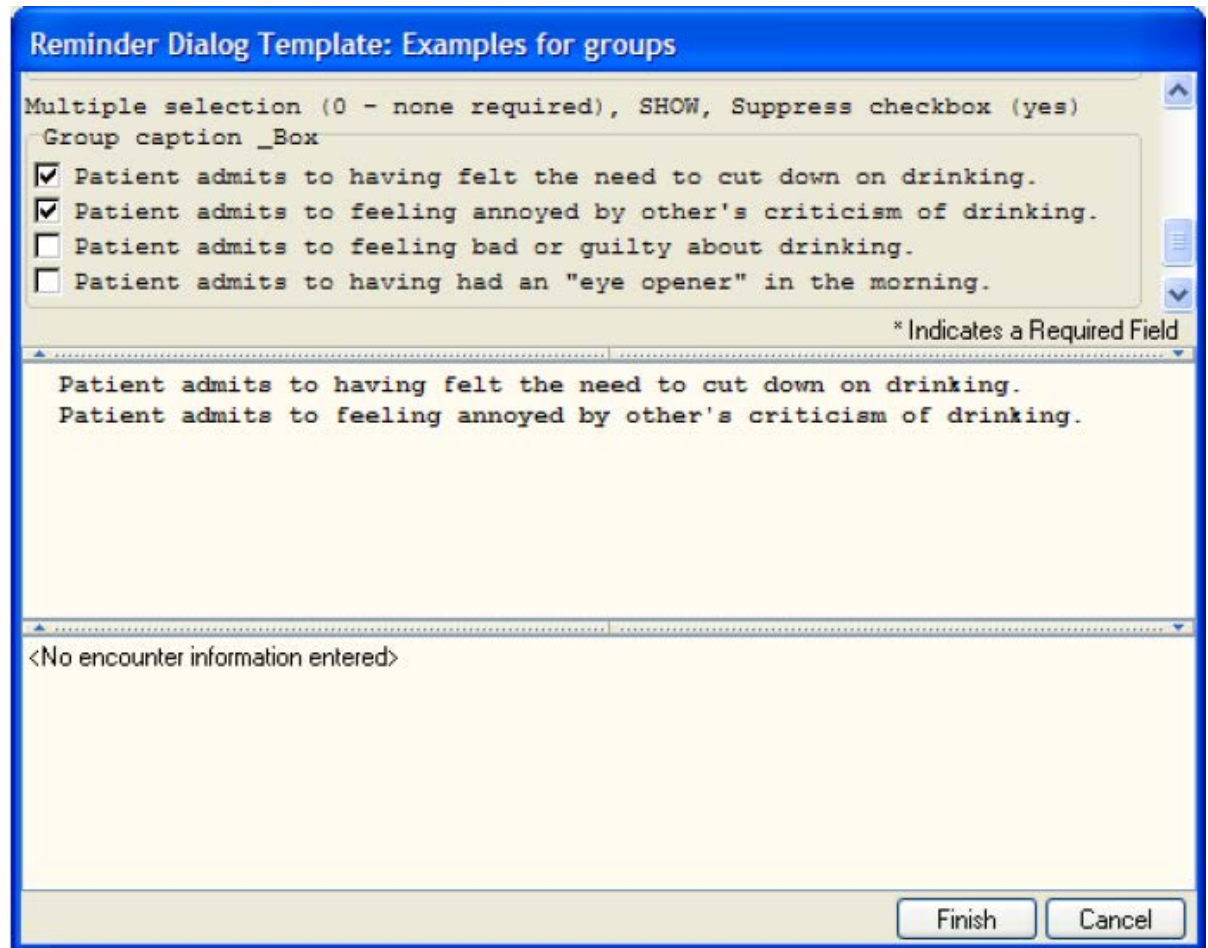 Reminder Dialog Template: Examples for groups
Multiple selection (0 - none required), SHOW, Suppress checkbox (yes)
Group caption _Box
Patient admits to having felt the need to cut down on drinking.
Patient admits to feeling annoyed by other's criticism of drinking.
Patient admits to feeling bad or guilty about drinking.
Patient admits to having had an "eye opener" in the morning.
* Indicates a Required Field
Patient admits to having felt the need to cut down on drinking.
Patient admits to feeling annoyed by other's criticism of drinking.
<No encounter information entered>
Finish Cancel